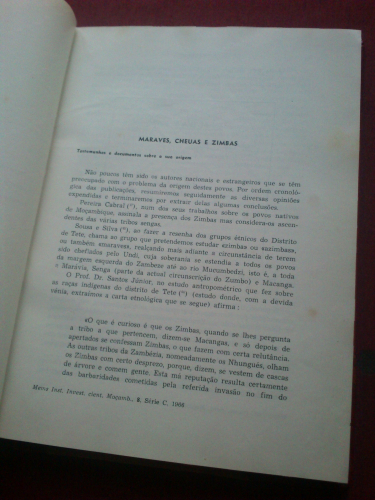 MARAVES, CHEUAS E ZIMBAS
Testemunhos e documentos sobre a sua origem
Não poucos têm sido os autores nacionais e estrangeiros que se têm
preocupado com o problema da origem destes povos. Por ordem cronoló-
gica das publicações, resumiremos seguidamente as diversas opiniões
expendidas e terminaremos por extrair delas algumas conclusões.
Pereira Cabral (), num dos seus trabalhos sobre os povos nativos
de Moçambique, assinala a presença dos Zimbas mas considera-os ascen-
dentes das várias tribos sengas.
Sousa e Silva (), ao fazer a resenha dos grupos étnicos do Distrito
de Tete, chama ao grupo que pretendemos estudar ezimbas ou sazimbas,
ou também amaraves, realçando mais adiante a circunstância de terem
sido chefiados pelo Undi, cuja soberania se estendia a todos os povos
da margem esquerda do Zambeze até ao rio Murumbedzi, isto é, a toda
a Marávia, Senga (parte da actual circunscrição do Zumbo) e Macanga.
O Prof. Dr. Santos Júnior, no estudo antropométrico que fez sobre
as raças indígenas do distrito de Tete () (estudo donde, com a devida
vénia, extraímos a carta etnológica que se segue) afirma:
«O que é curioso é que os Zimbas, quando se lhes pergunta
a tribo a que pertencem, dizem-se Macangas, e só depois de
apertados se confessam Zimbas, o que fazem com certa relutância.
As outras tribos da Zambézia, nomeadamente os Nhungués, olham
os Zimbas com certo desprezo, porque, dizem, se vestem de cascas
de árvore e comem gente. Esta má reputação resulta certamente
das barbaridades cometidas pela referida invasão no fim do
Mems Inst. Invest. cient. Moçamb., 8, Série C. 1966